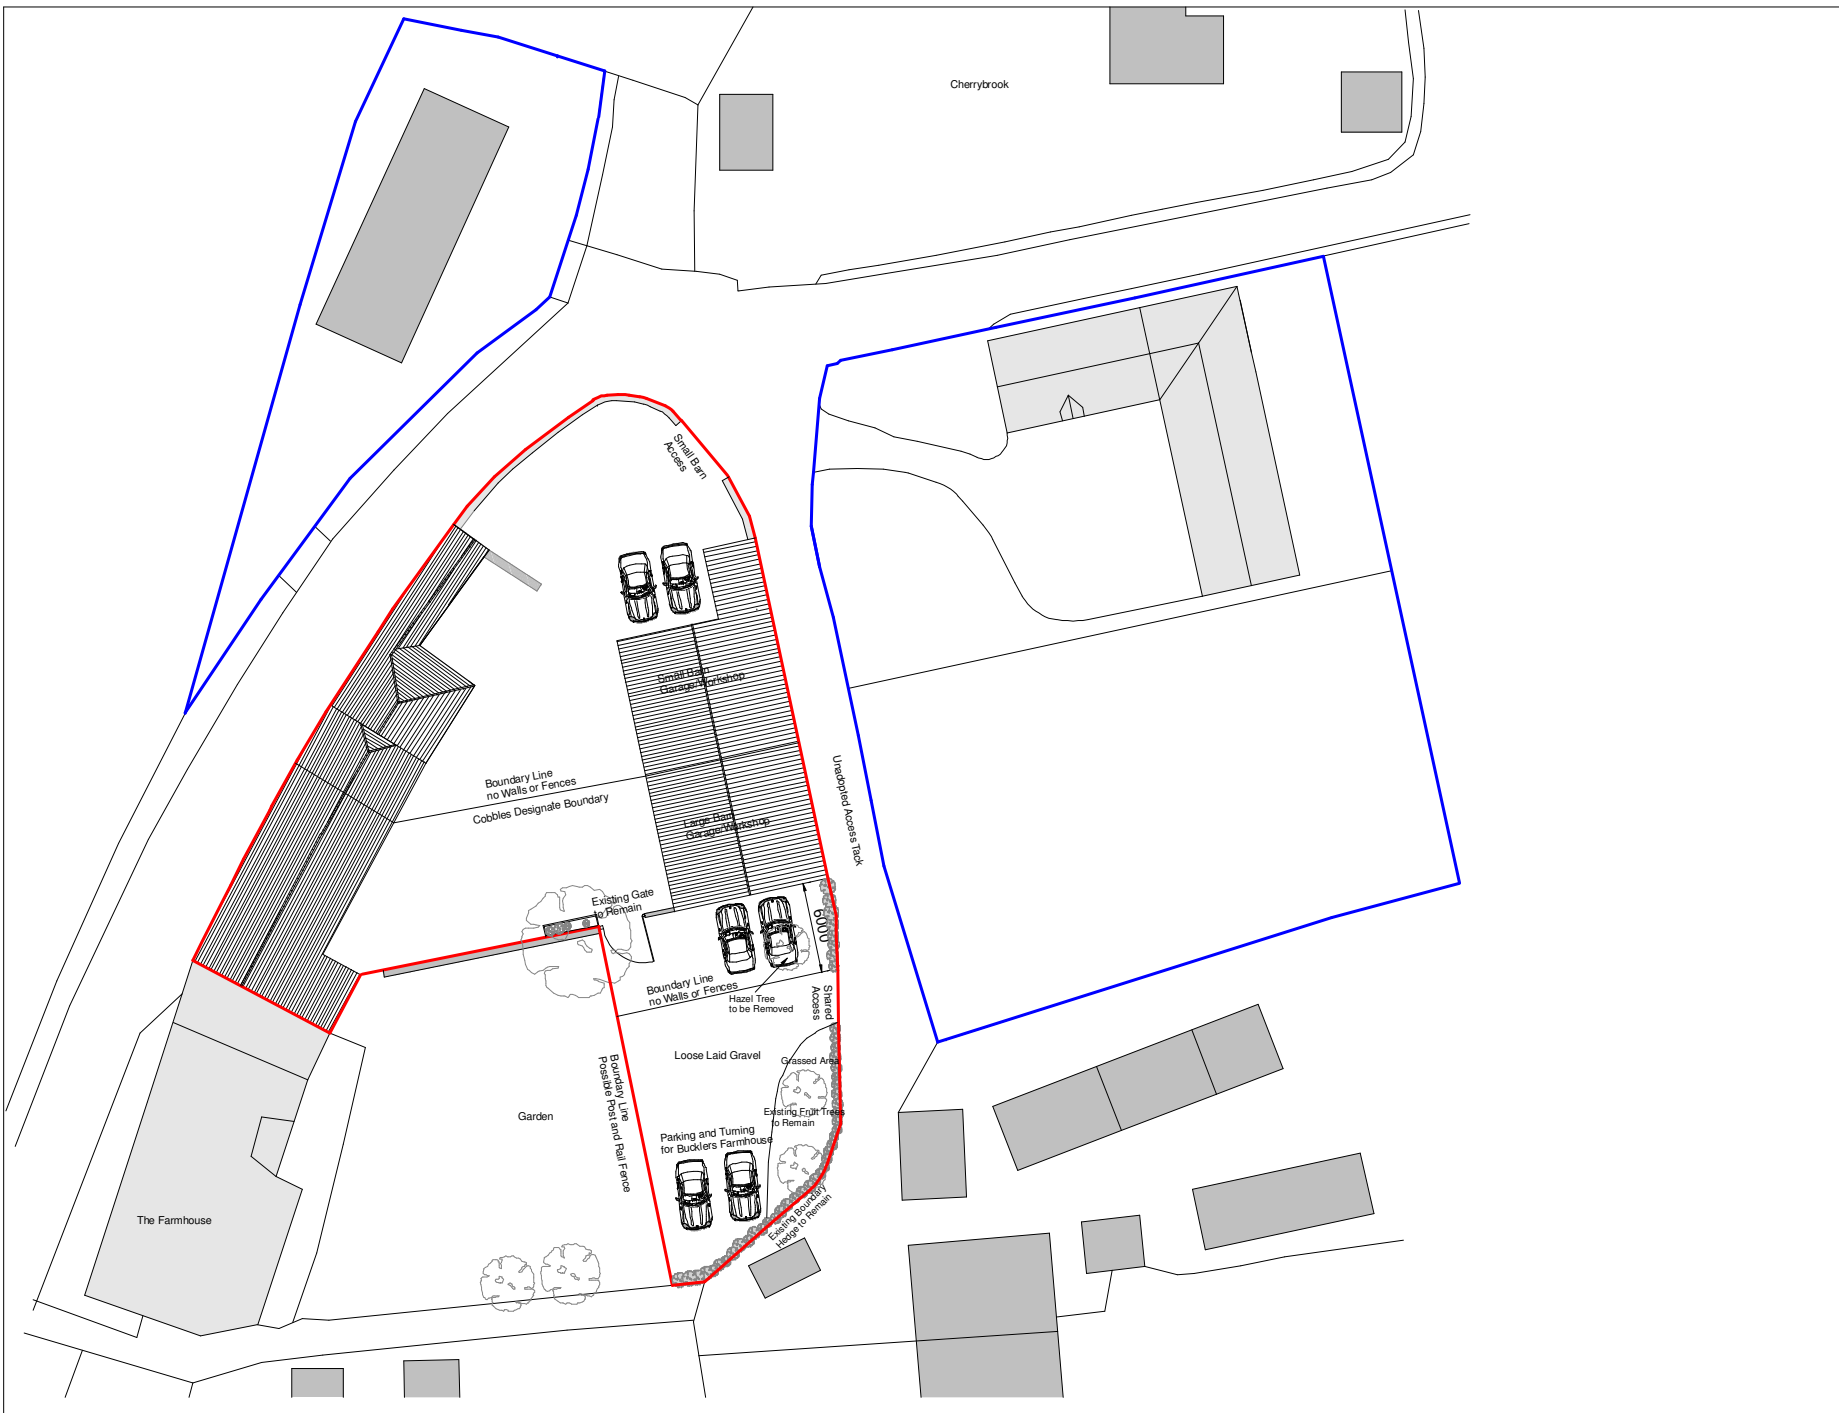 Cherrybrook
Small Barn
Access
Small Barn
Garage/Workshop
Boundary Line
no Walls or Fences
Cobbles Designate Boundary
Large Barn
Garage/Workshop
Unadopted Access Tack
Existing Gate
to Remain
6000
Boundary Line
no Walls or Fences
Hazel Tree
to be Removed
Shared
Access
Loose Laid Gravel
Grassed Area
Boundary Line
Possible Post and Rail Fence
Garden
Existing Fruit Trees
to Remain
Parking and Turning
for Bucklers Farmhouse
Existing Boundary
Hedge to Remain
The Farmhouse